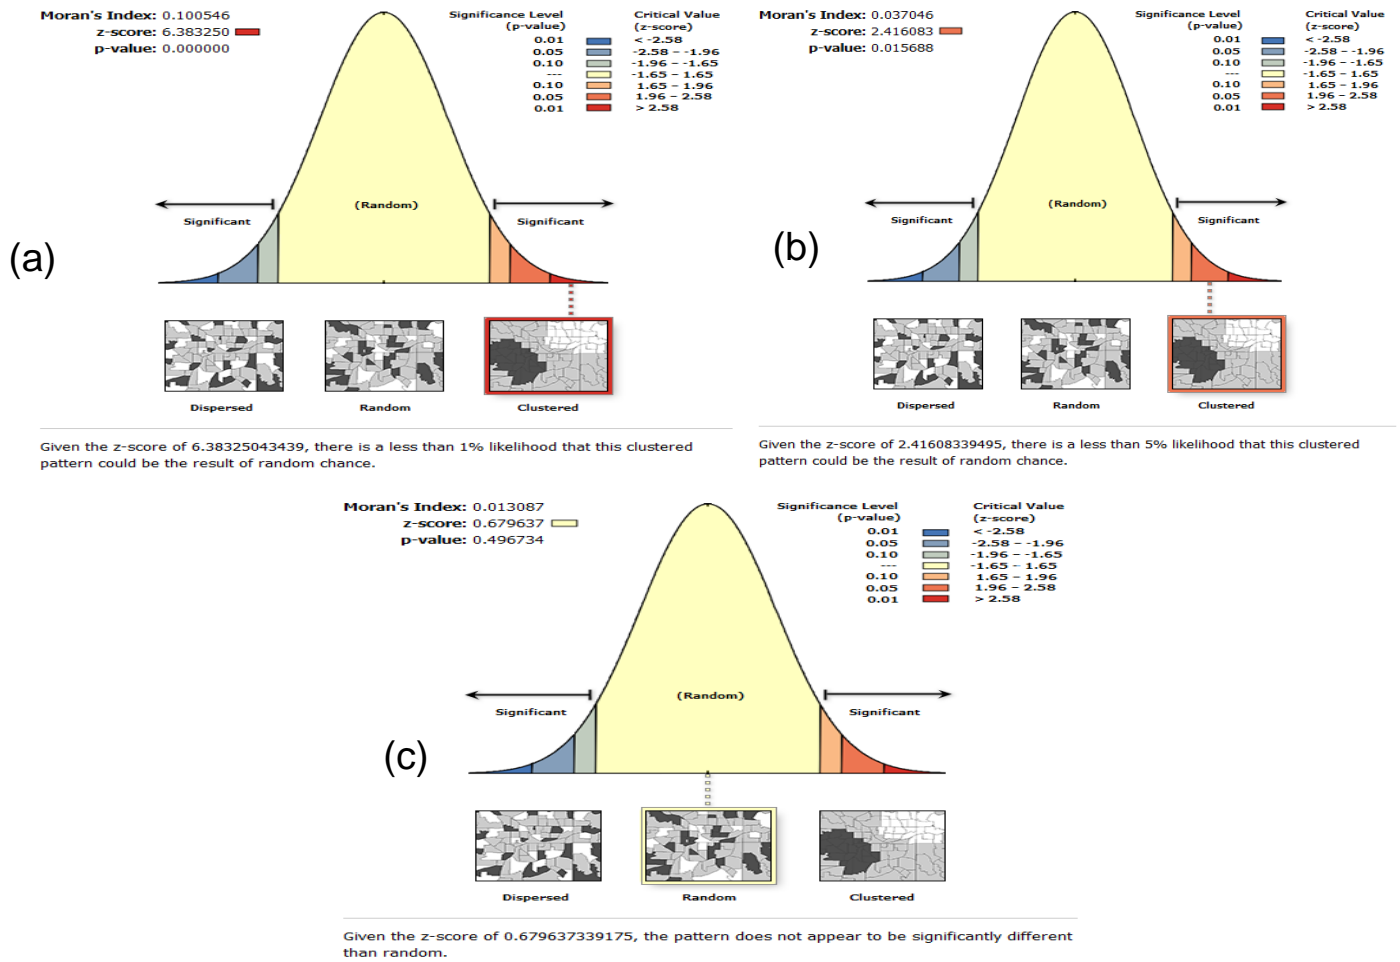 Moran's Index: 0.100546
z-score: 6.383250
p-value: 0.000000
Significance Level
(p-value)
Critical Value
(z-score)
0.01 < -2.58
0.05 -2.58 – -1.96
0.10 -1.96 – -1.65
--- -1.65 – 1.65
0.10 1.65 – 1.96
0.05 1.96 – 2.58
0.01 > 2.58
(Random)
Significant
Significant
(a)
Dispersed
Random
Clustered
Given the z-score of 6.38325043439, there is a less than 1% likelihood that this clustered
pattern could be the result of random chance.
Moran's Index: 0.037046
z-score: 2.416083
p-value: 0.015688
Significance Level
(p-value)
Critical Value
(z-score)
0.01 < -2.58
0.05 -2.58 – -1.96
0.10 -1.96 – -1.65
--- -1.65 – 1.65
0.10 1.65 – 1.96
0.05 1.96 – 2.58
0.01 > 2.58
(Random)
Significant
Significant
(b)
Dispersed
Random
Clustered
Given the z-score of 2.41608339495, there is a less than 5% likelihood that this clustered
pattern could be the result of random chance.
Moran's Index: 0.013087
z-score: 0.679637
p-value: 0.496734
Significance Level
(p-value)
Critical Value
(z-score)
0.01 < -2.58
0.05 -2.58 – -1.96
0.10 -1.96 – -1.65
--- -1.65 – 1.65
0.10 1.65 – 1.96
0.05 1.96 – 2.58
0.01 > 2.58
(Random)
Significant
Significant
(c)
Dispersed
Random
Clustered
Given the z-score of 0.679637339175, the pattern does not appear to be significantly different
than random.